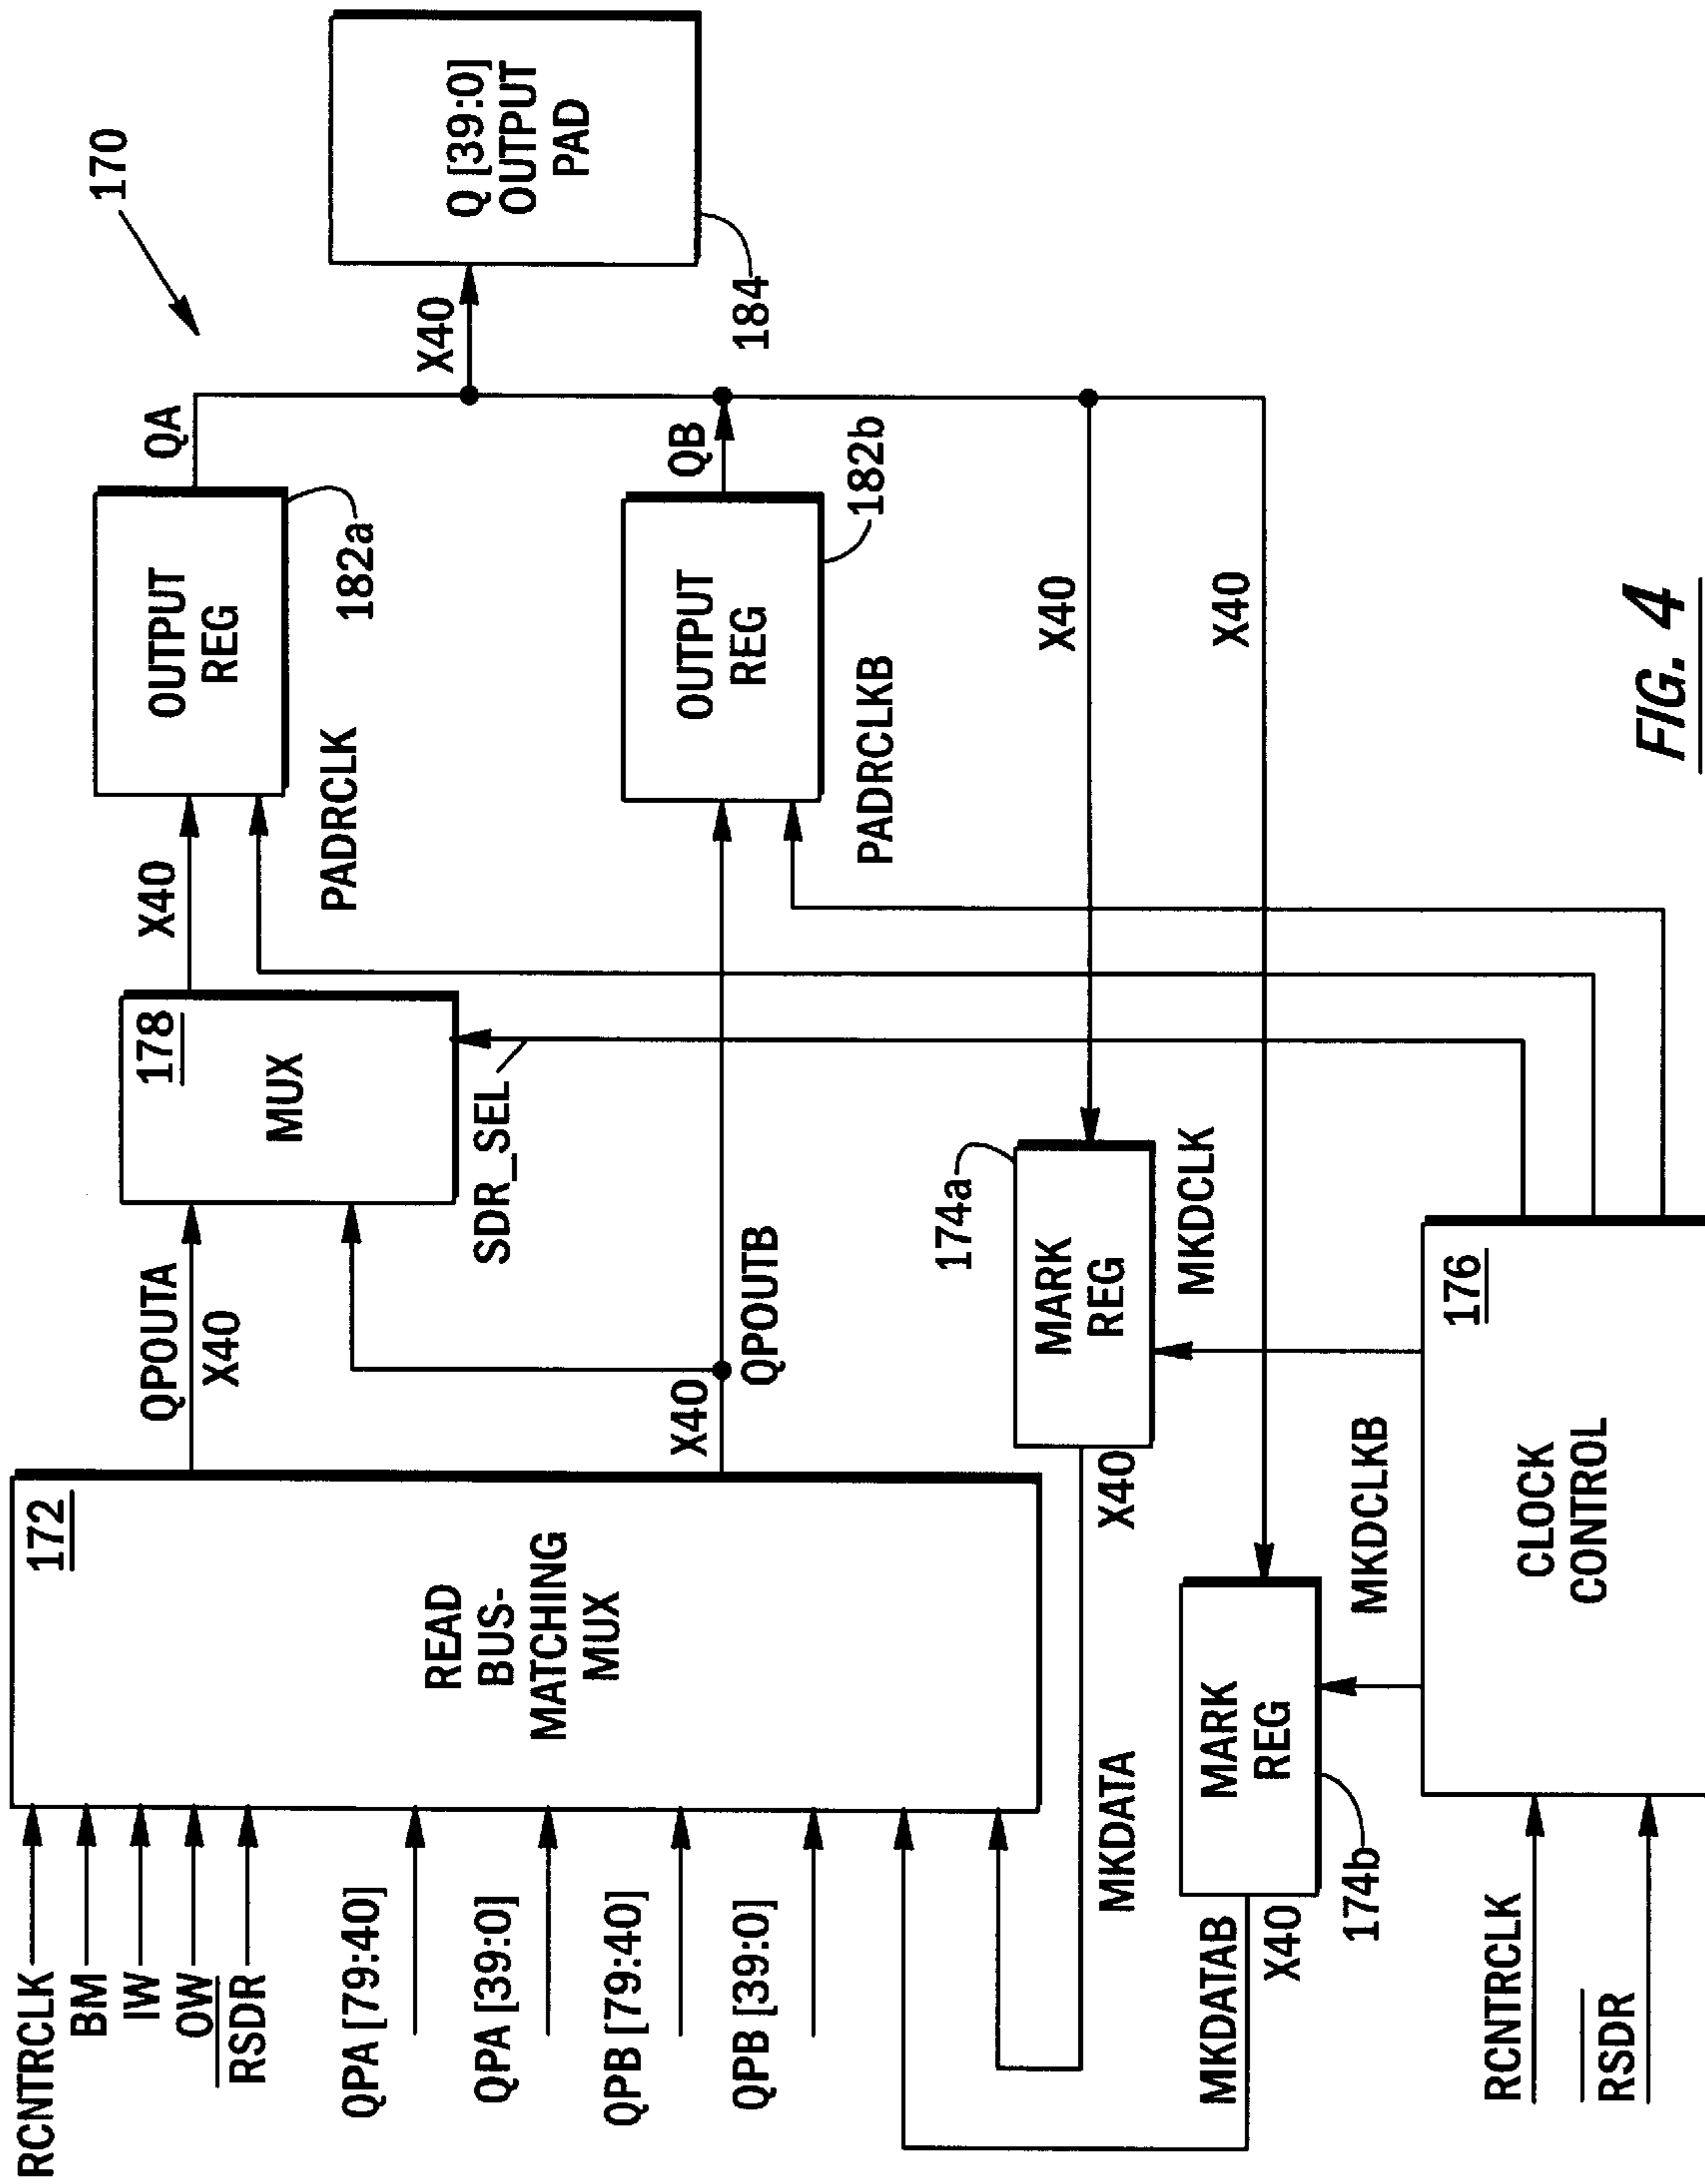 170
RCNTRCLK
BM
IW
OW
RSDR
QPA [79:40]
QPA [39:0]
QPB [79:40]
QPB [39:0]
172
READ
BUS-
MATCHING
MUX
QPOUTA
X40
X40
QPOUTB
178
MUX
SDR_SEL
X40
OUTPUT
REG
182a
PADRCLK
QA
OUTPUT
REG
182b
PADRCLKB
QB
X40
Q [39:0]
OUTPUT
PAD
184
X40
X40
174a
MARK
REG
MKDCLK
X40
MKDATA
MARK
REG
174b
MKDCLKB
MKDATAB
X40
176
CLOCK
CONTROL
RCNTRCLK
RSDR
FIG. 4